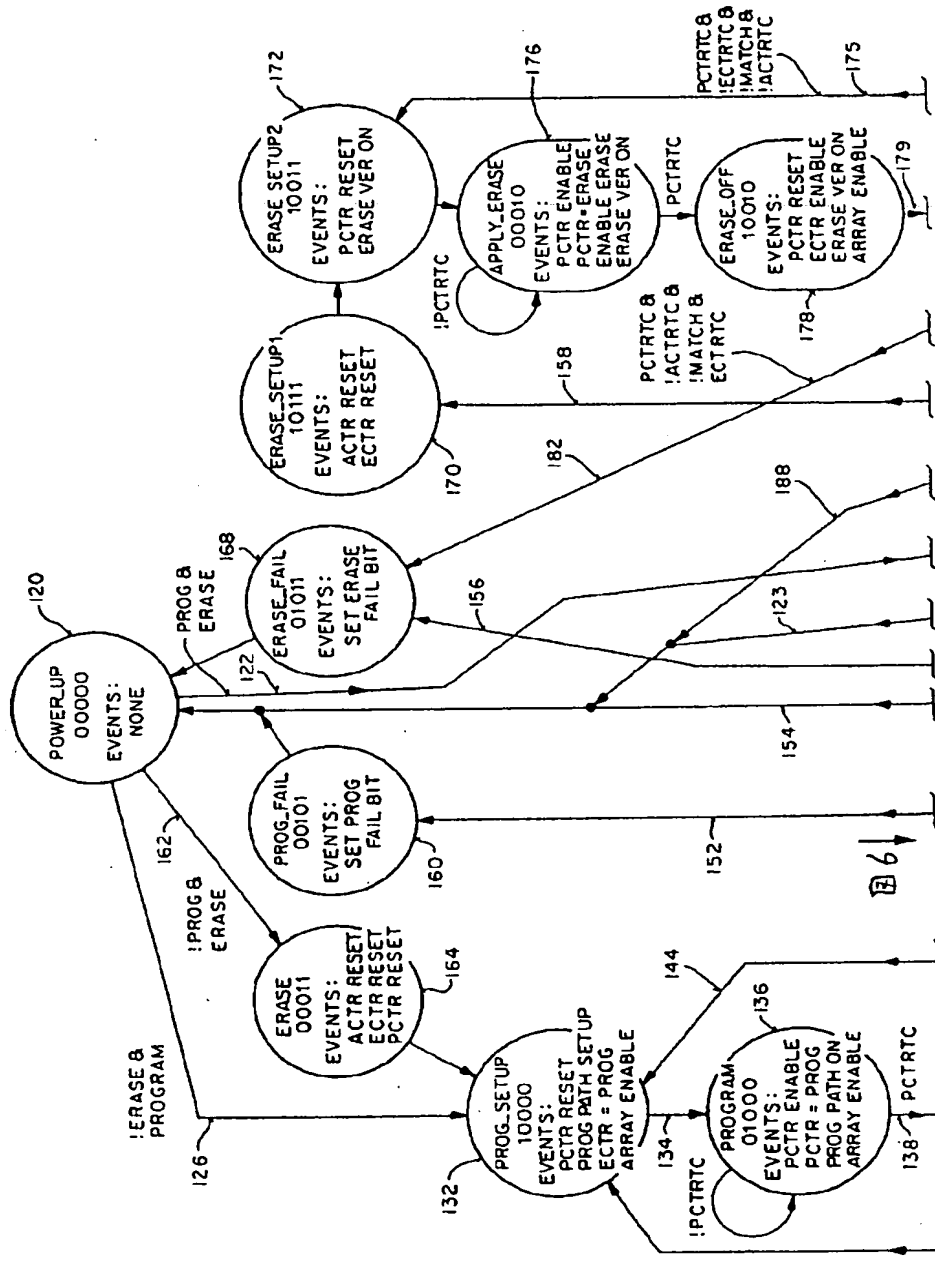 120
POWER_UP
00000
EVENTS:
NONE
PROG &
ERASE
122
162
!PROG &
ERASE
!ERASE &
PROGRAM
126
ERASE
00011
EVENTS:
ACTR RESET
ECTR RESET
PCTR RESET
164
PROG_FAIL
00101
EVENTS:
SET PROG
FAIL BIT
160
168
ERASE_FAIL
01011
EVENTS:
SET ERASE
FAIL BIT
ERASE_SETUP1
10111
EVENTS:
ACTR RESET
ECTR RESET
170
172
ERASE SETUP2
10011
EVENTS:
PCTR RESET
ERASE VER ON
PROG_SETUP
10000
EVENTS:
PCTR RESET
PROG PATH SETUP
ECTR = PROG
ARRAY ENABLE
132
134
144
136
PROGRAM
01000
EVENTS:
PCTR ENABLE
PCTR = PROG
PROG PATH ON
ARRAY ENABLE
!PCTRTC
138
PCTRTC
152
154
156
123
188
182
158
PCTRTC &
!ACTRTC &
!MATCH &
ECTRTC
176
APPLY_ERASE
00010
EVENTS:
PCTR ENABLE
PCTR=ERASE
ENABLE ERASE
ERASE VER ON
!PCTRTC
PCTRTC
ERASE_OFF
10010
EVENTS:
PCTR RESET
ECTR ENABLE
ERASE VER ON
ARRAY ENABLE
178
179
PCTRTC &
!ECTRTC &
!MATCH &
!ACTRTC
175
图 6